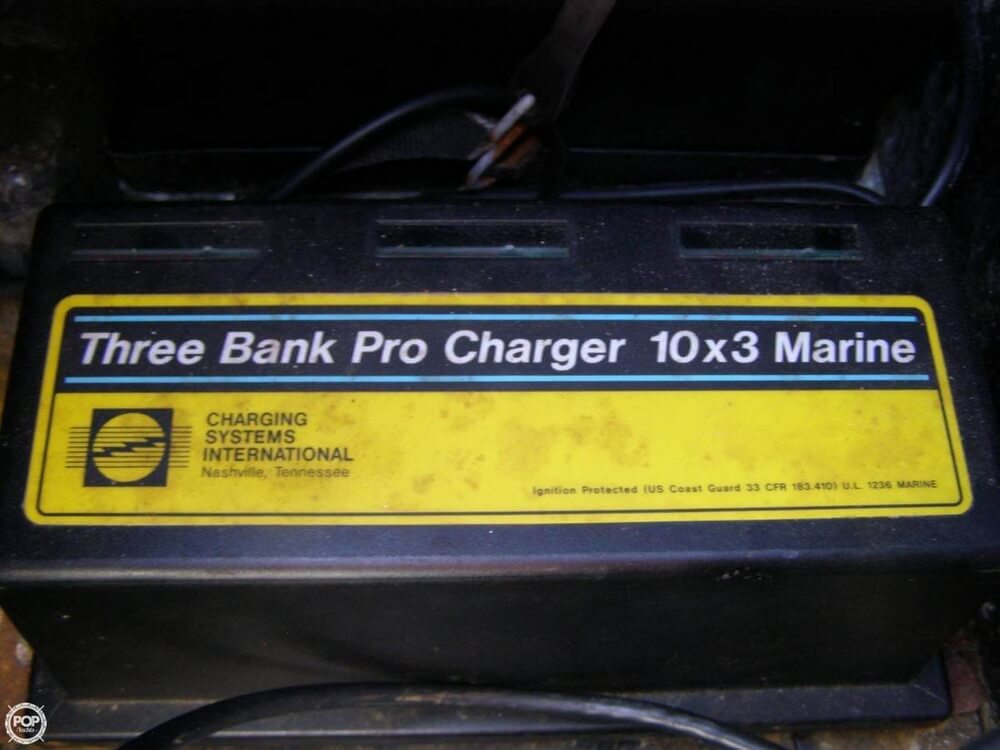 Three Bank Pro Charger 10x3 Marine
CHARGING
SYSTEMS
INTERNATIONAL
Nashville, Tennessee
Ignition Protected (US Coast Guard 33 CFR 183.410) U.L. 1236 MARINE
POP
Yachts